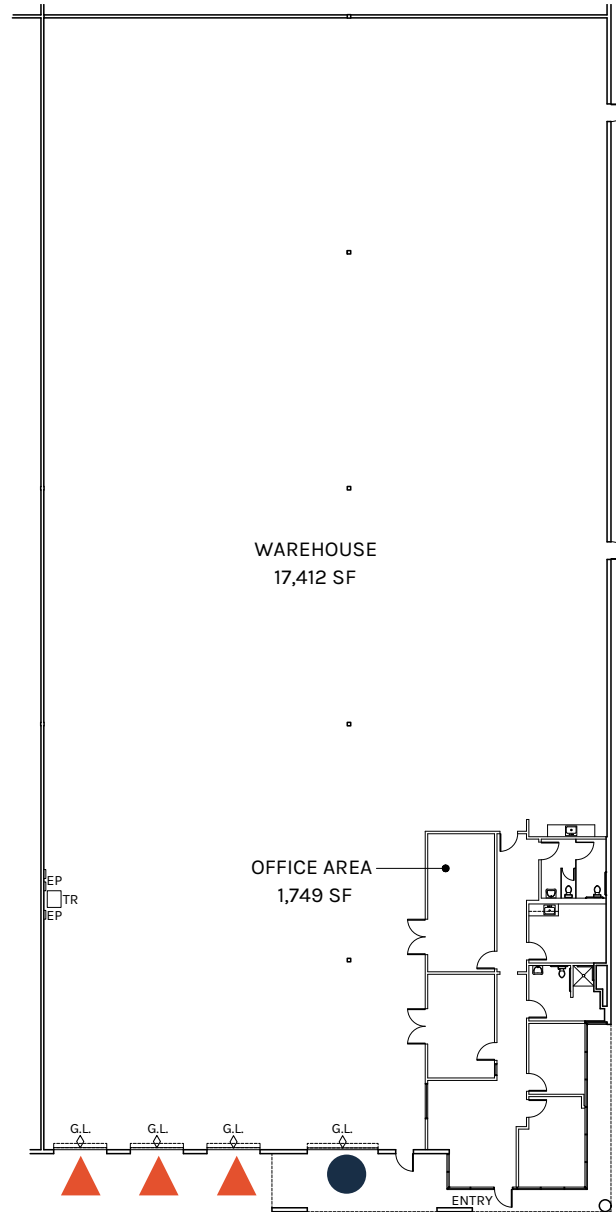 WAREHOUSE
17,412 SF
OFFICE AREA
1,749 SF
EP
TR
EP
G.L.
G.L.
G.L.
G.L.
ENTRY